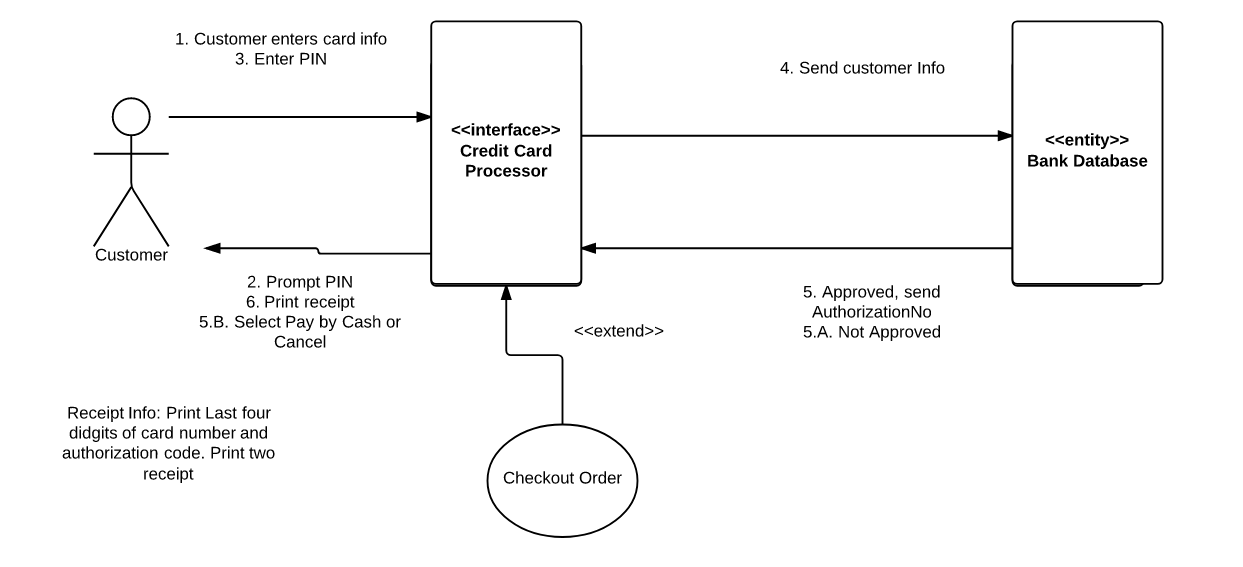 1. Customer enters card info
3. Enter PIN
4. Send customer Info
<<interface>>
Credit Card
Processor
<<entity>>
Bank Database
Customer
2. Prompt PIN
6. Print receipt
5.B. Select Pay by Cash or
Cancel
5. Approved, send
AuthorizationNo
5.A. Not Approved
<<extend>>
Receipt Info: Print Last four
didgits of card number and
authorization code. Print two
receipt
Checkout Order